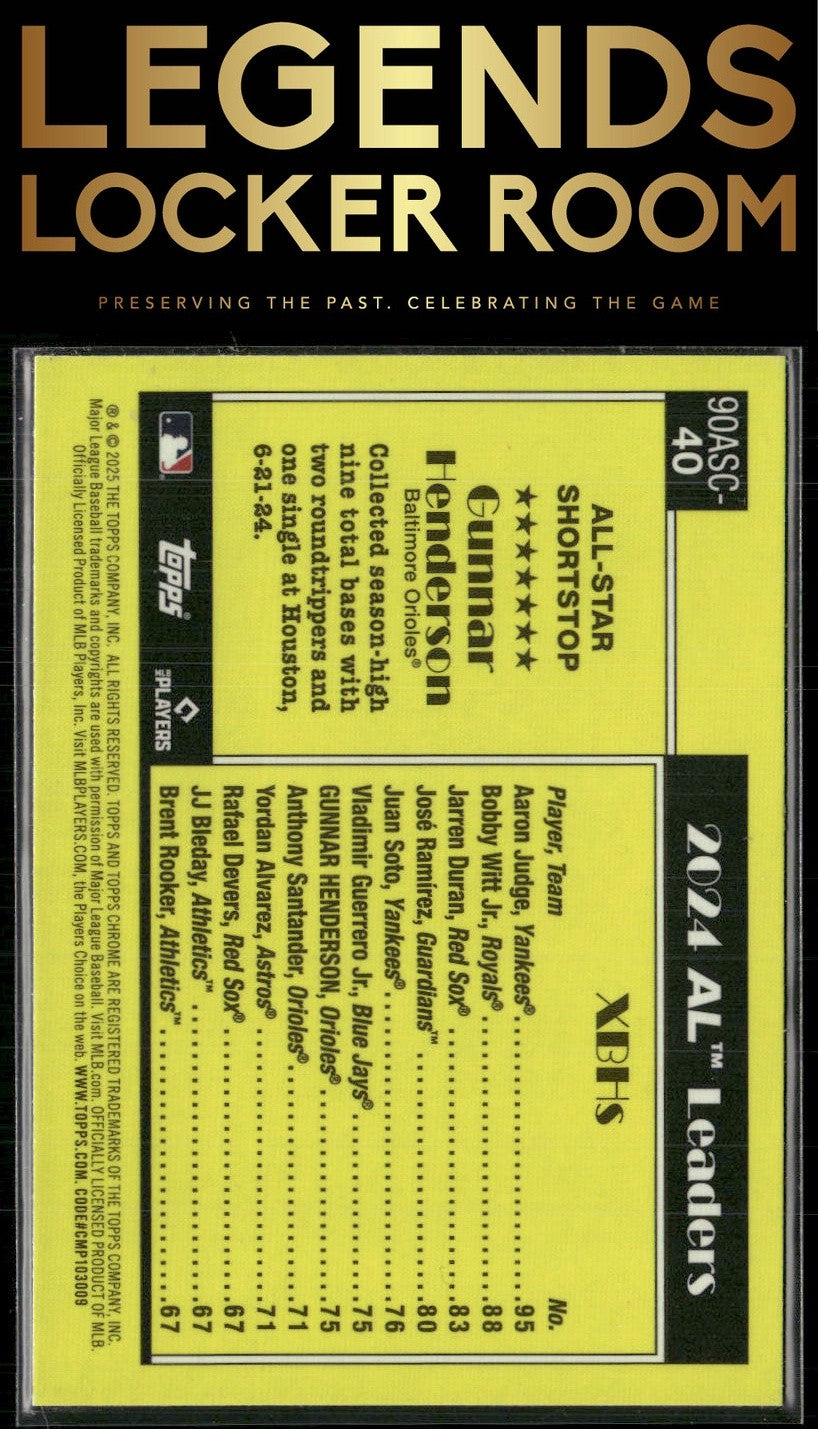 LEGENDS
LOCKER ROOM
PRESERVING THE PAST. CELEBRATING THE GAME
90ASC-
40
ALL-STAR
SHORTSTOP
★★★★★★★
Gunnar
Henderson
Baltimore Orioles®
Collected season-high
nine total bases with
two roundtrippers and
one single at Houston,
6-21-24.
2024 AL™ Leaders
XBHs
Player, Team No.
Aaron Judge, Yankees® 95
Bobby Witt Jr., Royals® 88
Jarren Duran, Red Sox® 83
José Ramírez, Guardians™ 80
Juan Soto, Yankees® 76
Vladimir Guerrero Jr., Blue Jays® 75
GUNNAR HENDERSON, Orioles® 75
Anthony Santander, Orioles® 71
Yordan Alvarez, Astros® 71
Rafael Devers, Red Sox® 67
JJ Bleday, Athletics™ 67
Brent Rooker, Athletics™ 67
topps®
MLB PLAYERS
® & © 2025 THE TOPPS COMPANY, INC. ALL RIGHTS RESERVED. TOPPS AND TOPPS CHROME ARE REGISTERED TRADEMARKS OF THE TOPPS COMPANY, INC.
Major League Baseball trademarks and copyrights are used with permission of Major League Baseball. Visit MLB.com. OFFICIALLY LICENSED PRODUCT OF MLB.
Officially Licensed Product of MLB Players, Inc. Visit MLBPLAYERS.COM, the Players Choice on the web. WWW.TOPPS.COM. CODE#CMP103009